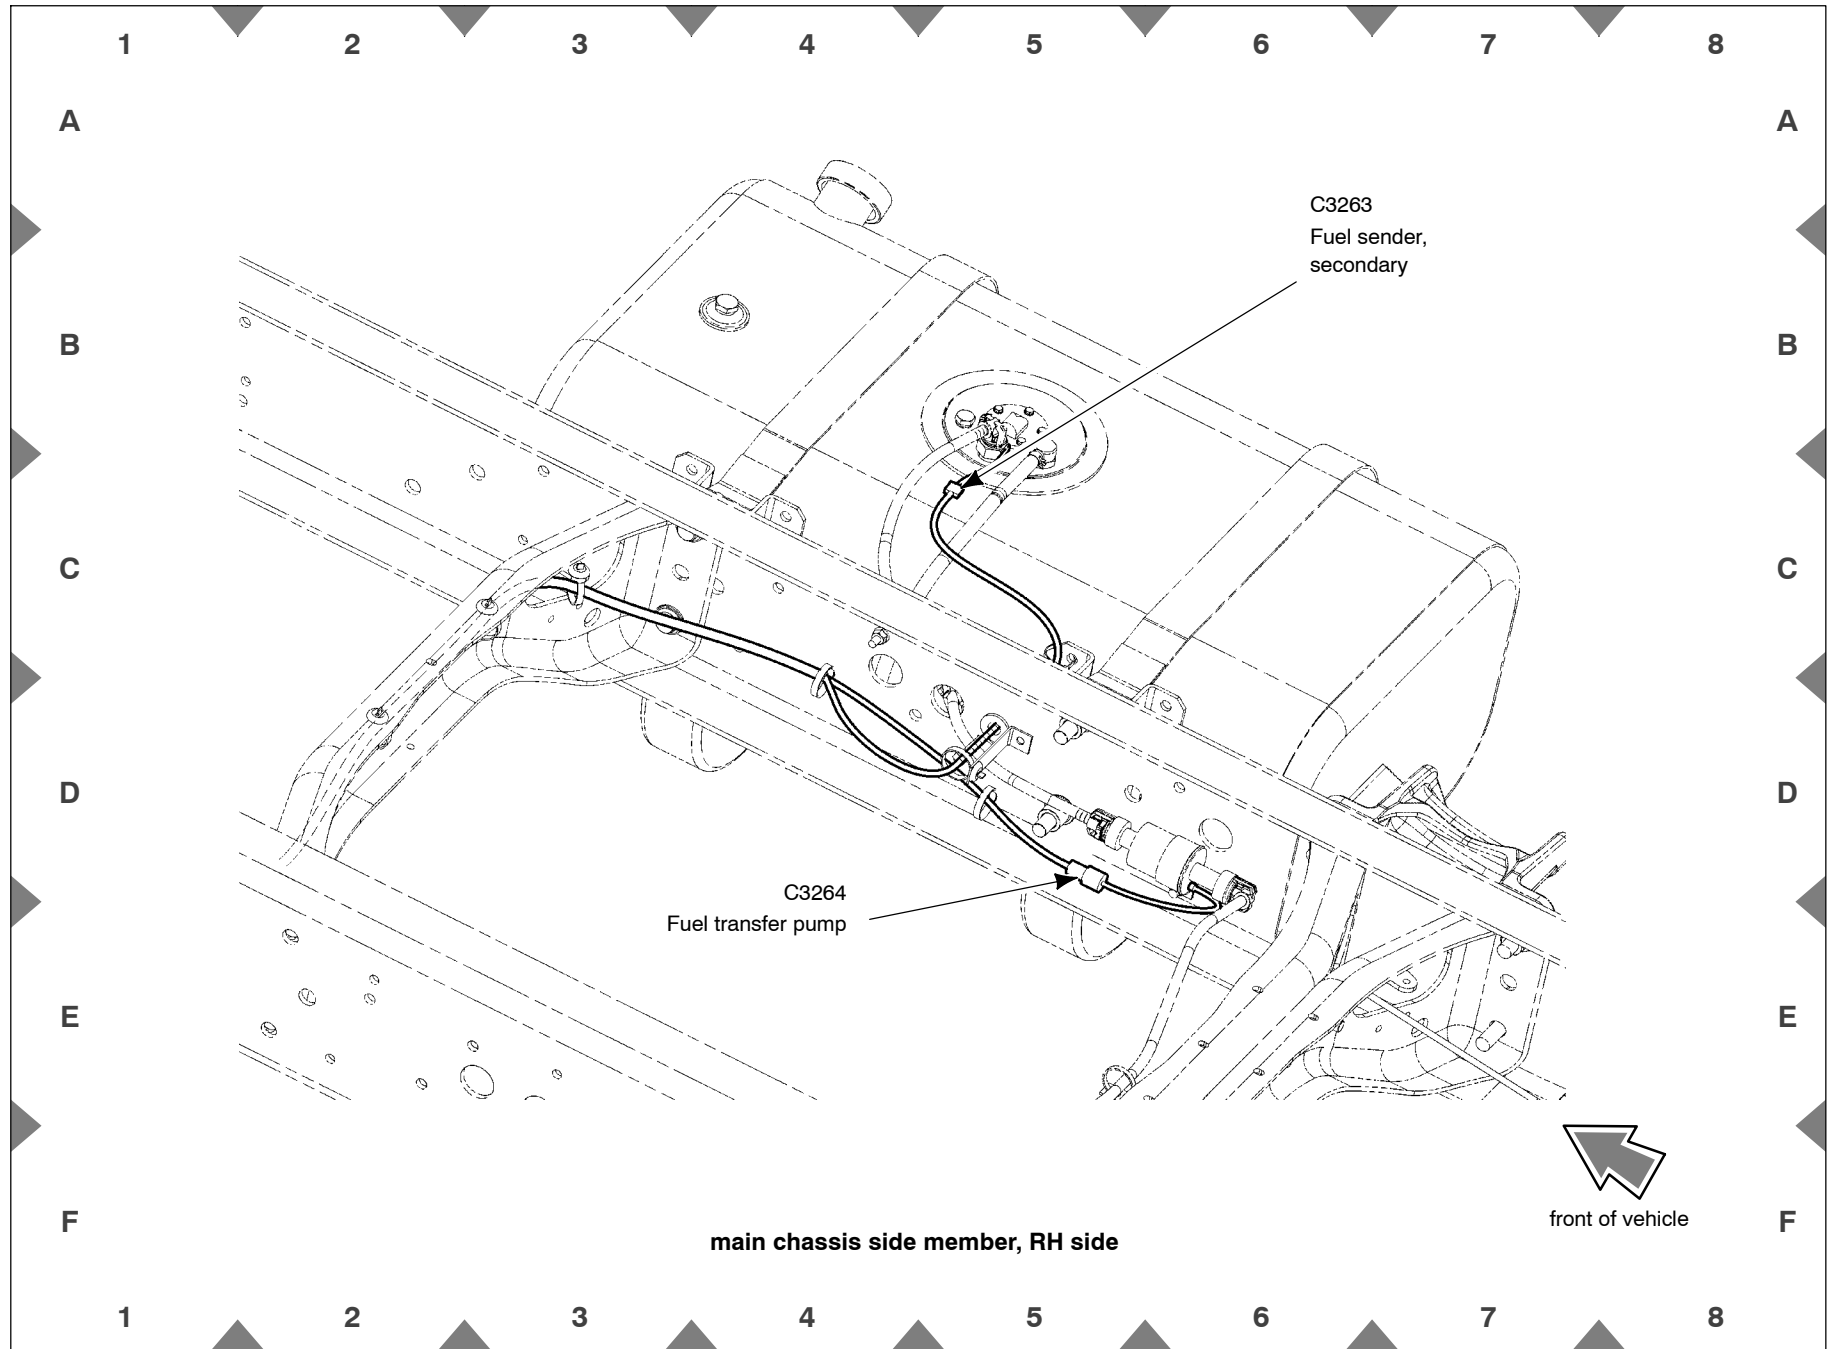 1 2 3 4 5 6 7 8
A A
C3263
Fuel sender,
secondary
B B
C C
D D
C3264
Fuel transfer pump
E E
front of vehicle
F F
main chassis side member, RH side
1 2 3 4 5 6 7 8